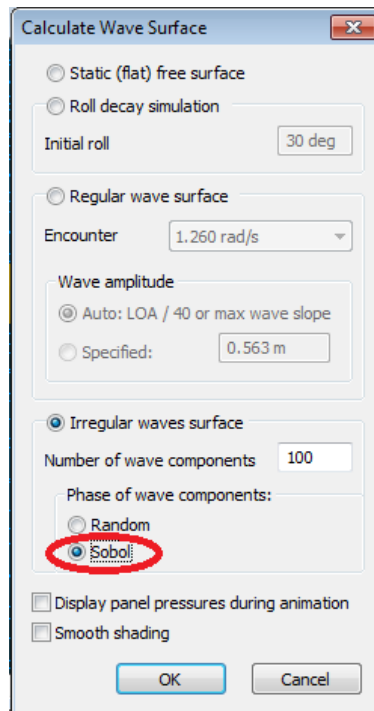 Calculate Wave Surface
Static (flat) free surface
Roll decay simulation
Initial roll 30 deg
Regular wave surface
Encounter 1.260 rad/s
Wave amplitude
Auto: LOA / 40 or max wave slope
Specified: 0.563 m
Irregular waves surface
Number of wave components 100
Phase of wave components:
Random
Sobol
Display panel pressures during animation
Smooth shading
OK Cancel